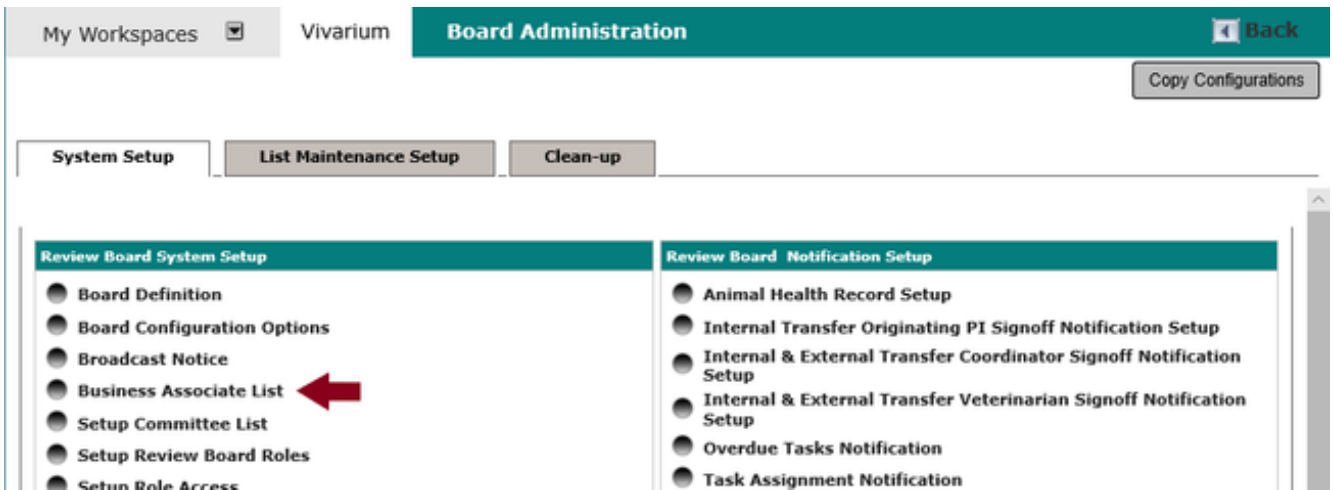 My Workspaces Vivarium Board Administration Back
Copy Configurations
System Setup List Maintenance Setup Clean-up
Review Board System Setup
Board Definition
Board Configuration Options
Broadcast Notice
Business Associate List
Setup Committee List
Setup Review Board Roles
Setup Role Access
Review Board Notification Setup
Animal Health Record Setup
Internal Transfer Originating PI Signoff Notification Setup
Internal & External Transfer Coordinator Signoff Notification
Setup
Internal & External Transfer Veterinarian Signoff Notification
Setup
Overdue Tasks Notification
Task Assignment Notification